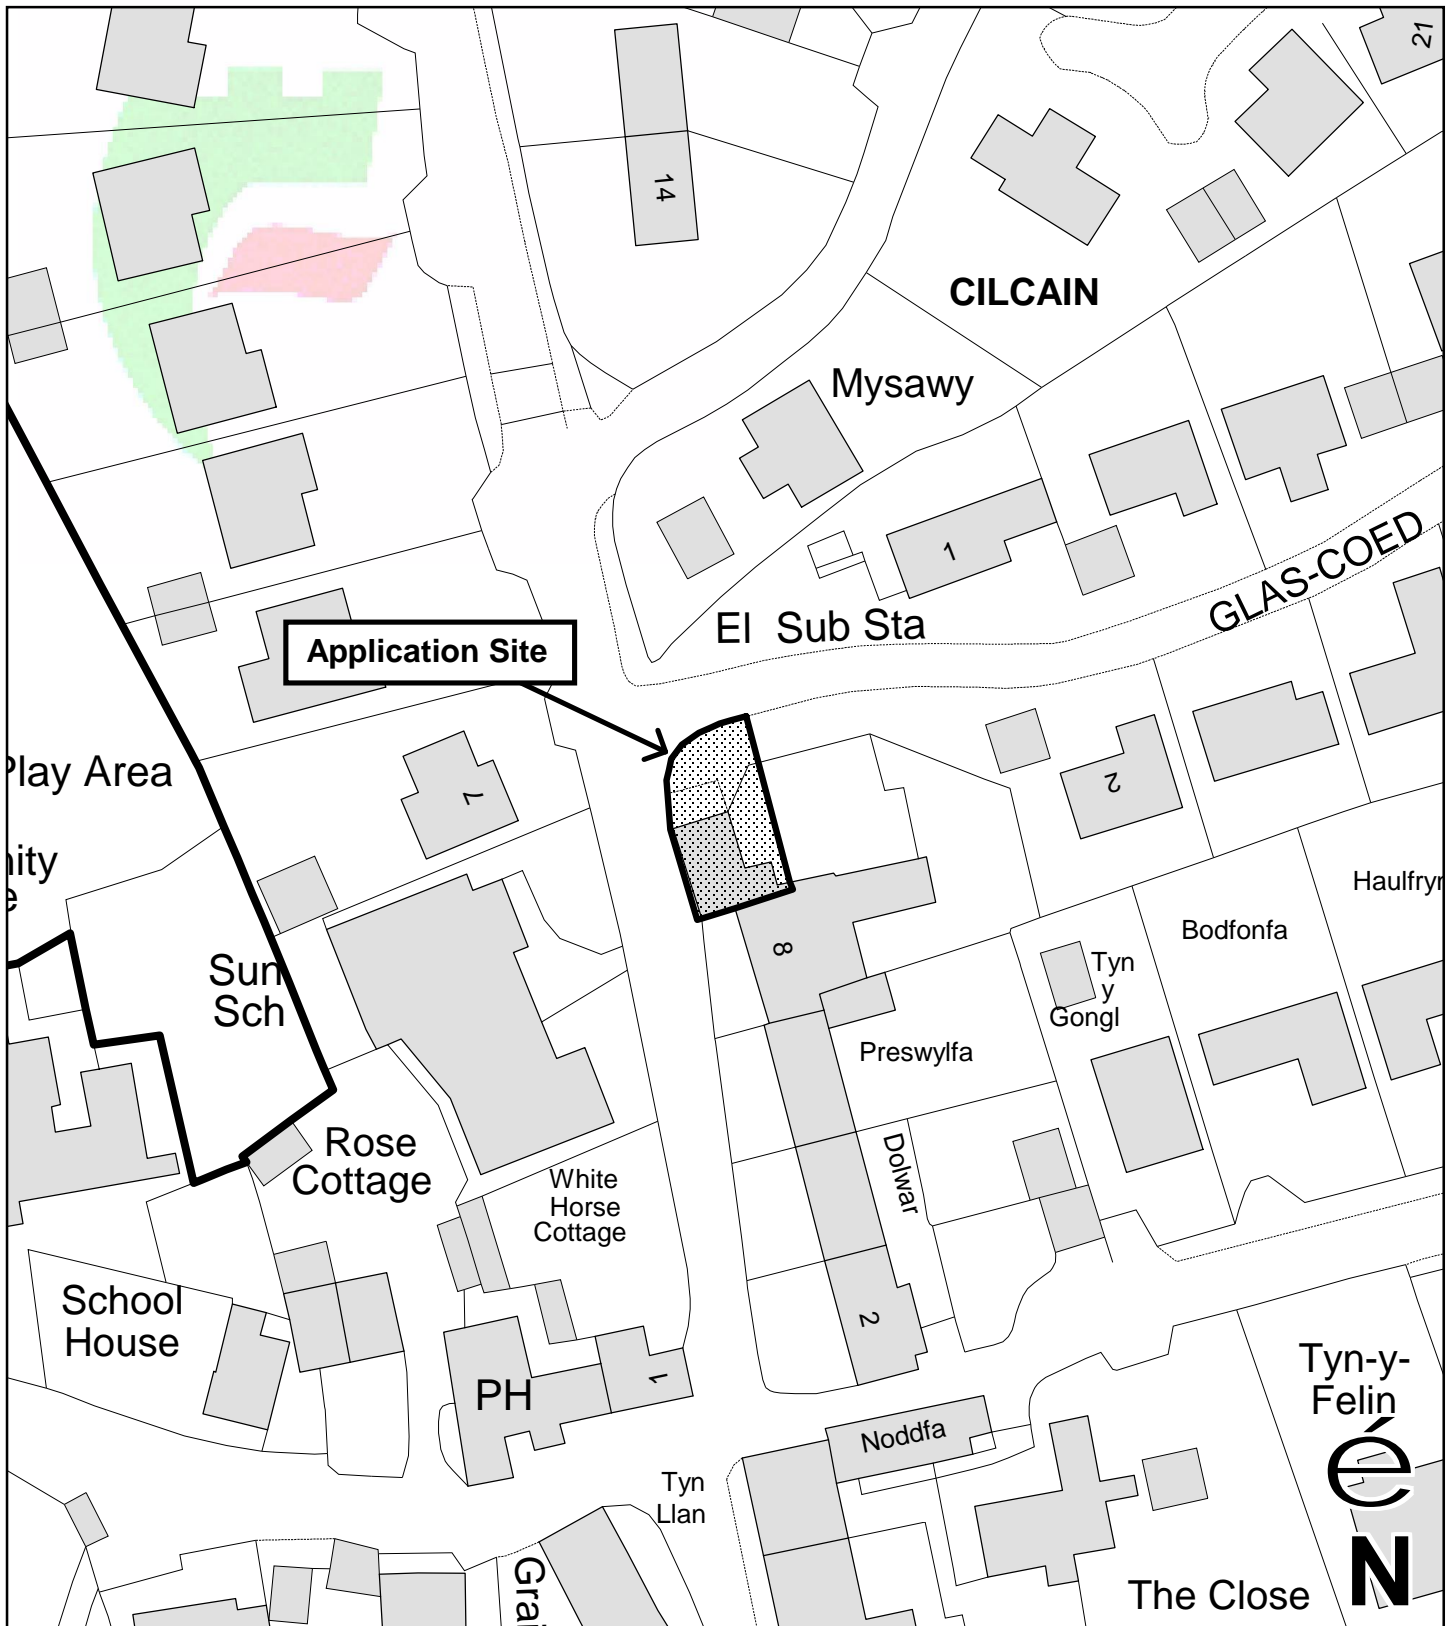 21
14
CILCAIN
Mysawy
1
GLAS-COED
El Sub Sta
Application Site
Play Area
7
2
nity
e
Haulfryn
Bodfonfa
8
Sun
Sch
Tyn
y
Gongl
Preswylfa
Rose
Cottage
Dolwar
White
Horse
Cottage
School
House
2
PH
1
Tyn-y-
Felin
Noddfa
Tyn
Llan
Grai
The Close
N